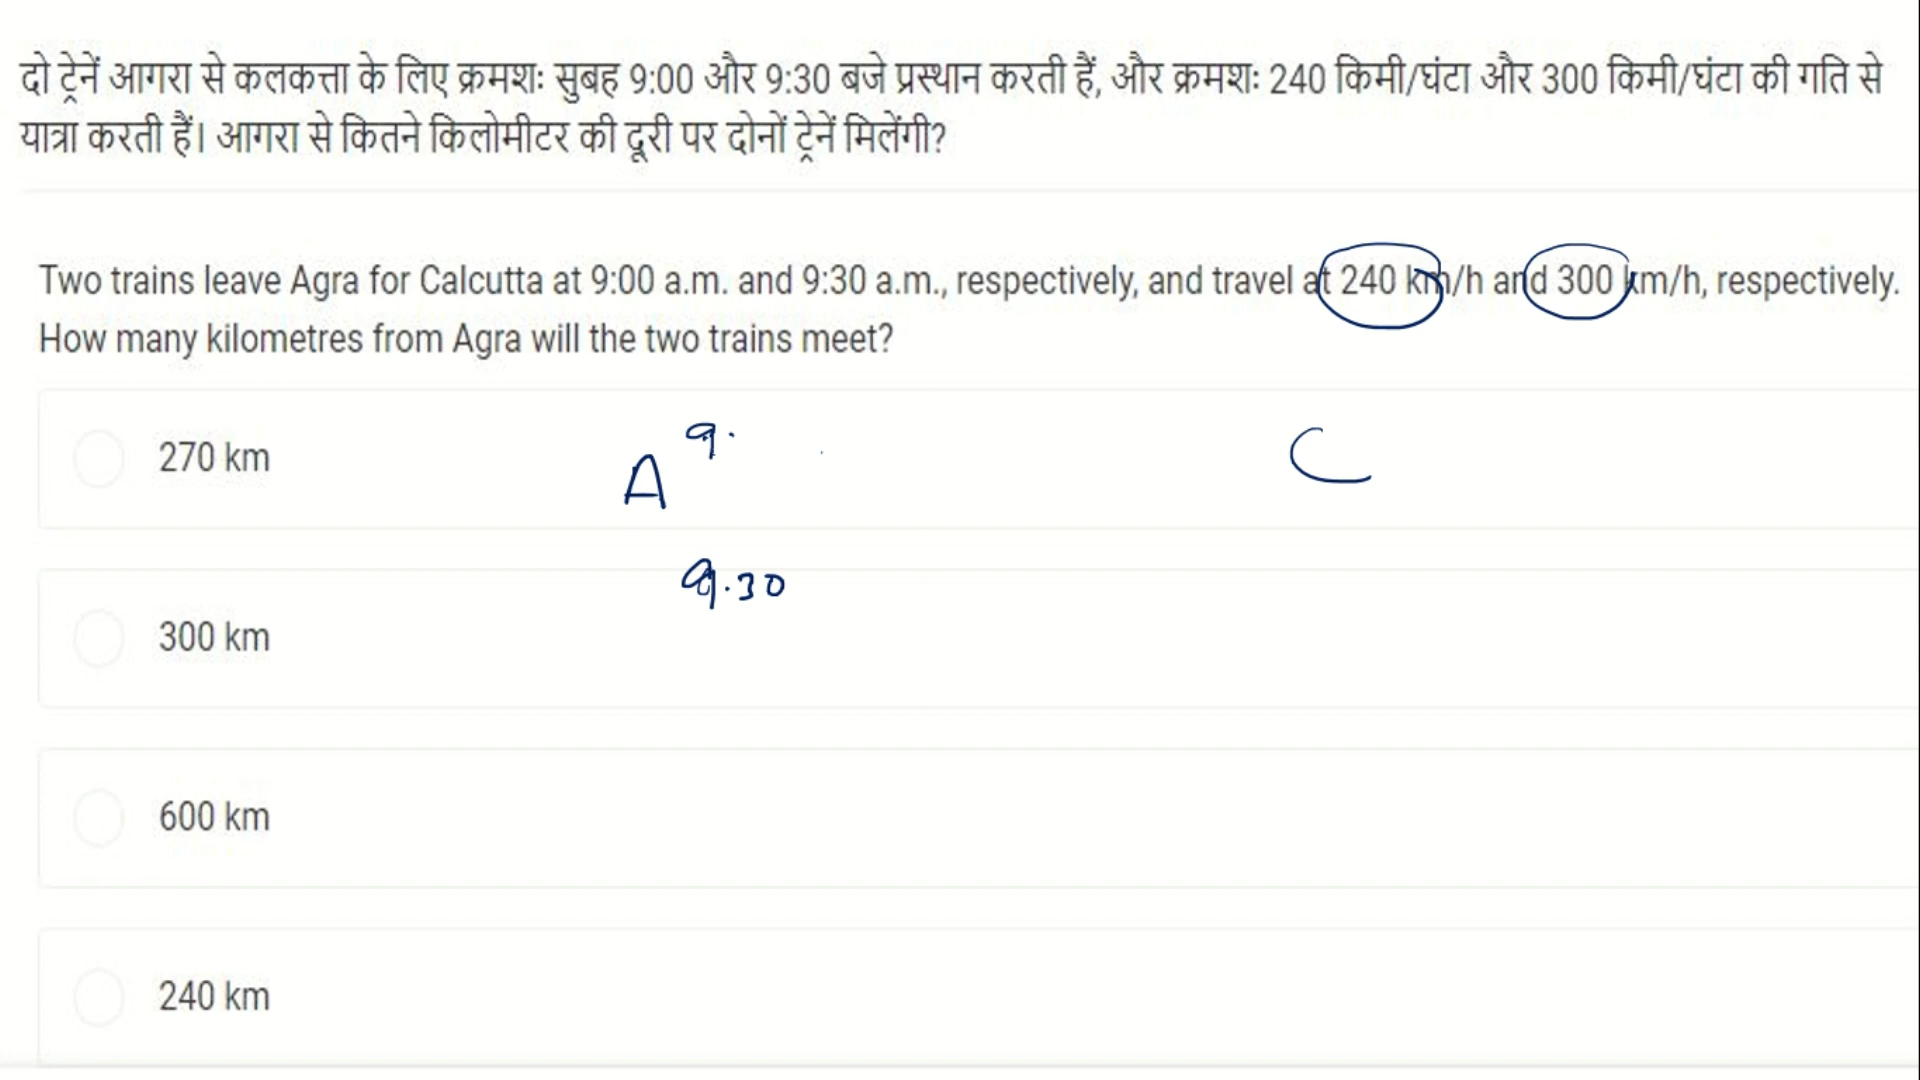 दो ट्रेनें आगरा से कलकत्ता के लिए क्रमशः सुबह 9:00 और 9:30 बजे प्रस्थान करती हैं, और क्रमशः 240 किमी/घंटा और 300 किमी/घंटा की गति से
यात्रा करती हैं। आगरा से कितने किलोमीटर की दूरी पर दोनों ट्रेनें मिलेंगी?
Two trains leave Agra for Calcutta at 9:00 a.m. and 9:30 a.m., respectively, and travel at 240 km/h and 300 km/h, respectively.
How many kilometres from Agra will the two trains meet?
270 km
A 9. C
9.30
300 km
600 km
240 km